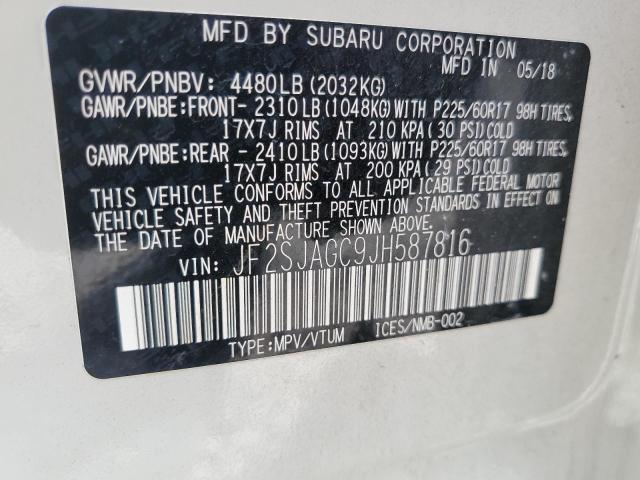 MFD BY SUBARU CORPORATION
MFD IN 05/18
GVWR/PNBV: 4480LB(2032KG)
GAWR/PNBE:FRONT- 2310LB(1048KG)WITH P225/60R17 98H TIRES,
17X7J RIMS AT 210 KPA( 30 PSI)COLD
GAWR/PNBE:REAR - 2410LB(1093KG)WITH P225/60R17 98H TIRES,
17X7J RIMS AT 200 KPA( 29 PSI)COLD
THIS VEHICLE CONFORMS TO ALL APPLICABLE FEDERAL MOTOR
VEHICLE SAFETY AND THEFT PREVENTION STANDARDS IN EFFECT ON
THE DATE OF MANUFACTURE SHOWN ABOVE.
VIN: JF2SJAGC9JH587816
TYPE:MPV/VTUM ICES/NMB-002